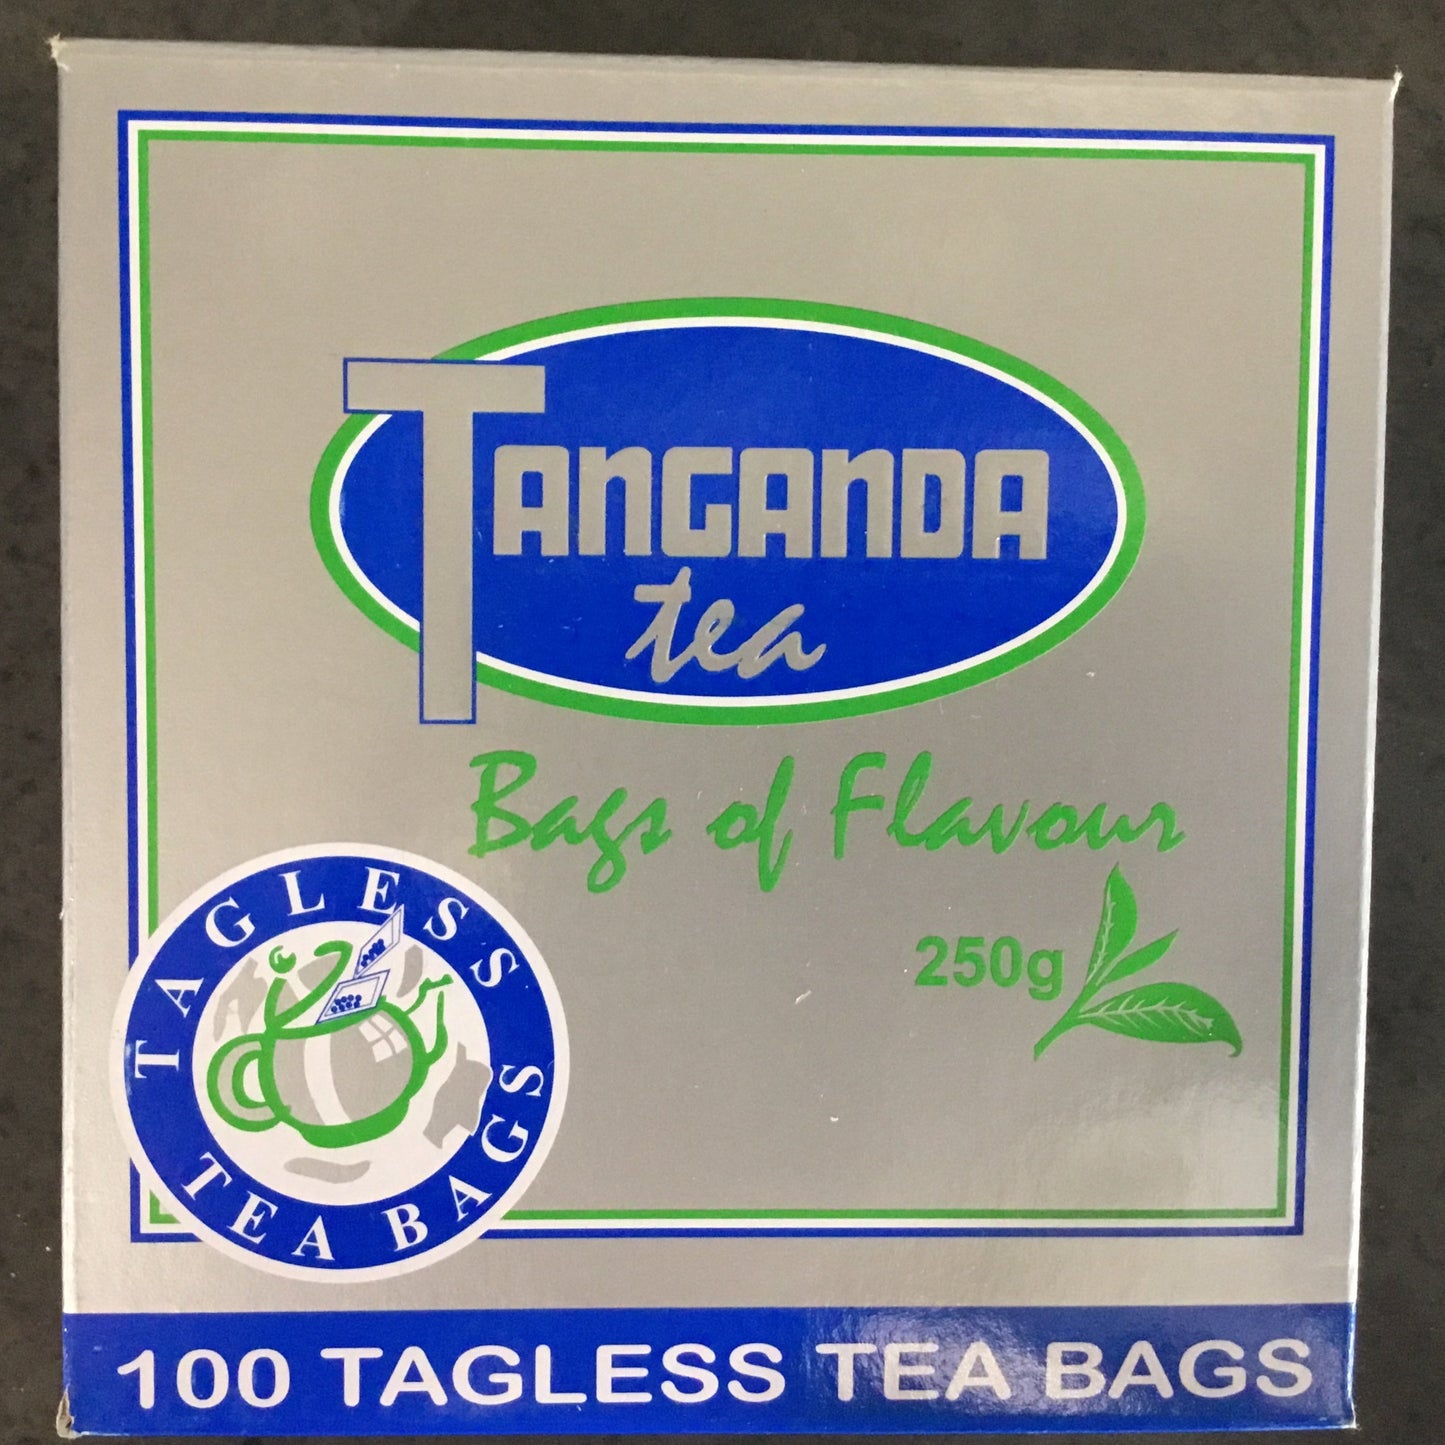 TANGANDA
tea
Bags of Flavour
250g
TAGLESS
TEA BAGS
100 TAGLESS TEA BAGS